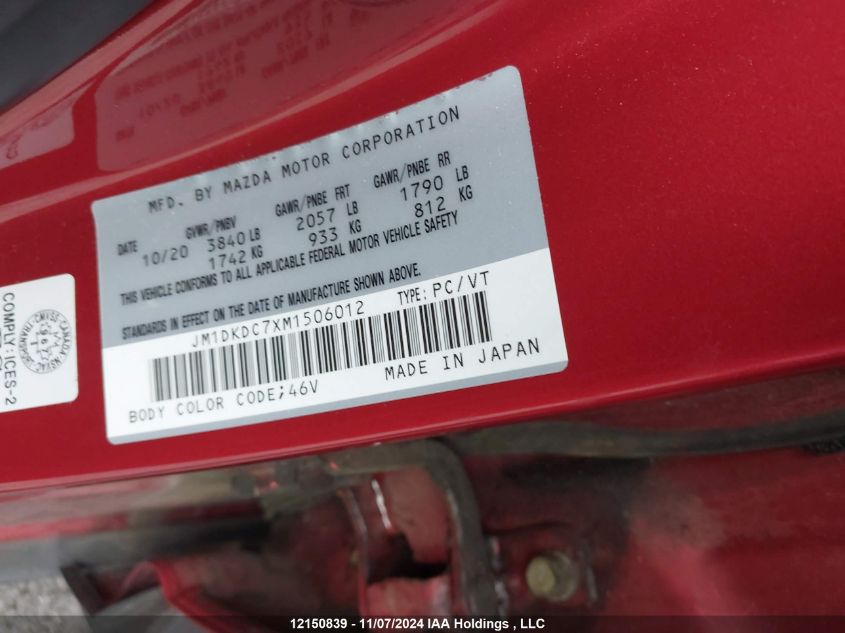 MFD. BY MAZDA MOTOR CORPORATION
DATE GVWR/PNBV GAWR/PNBE FRT GAWR/PNBE RR
10/20 3840 LB 2057 LB 1790 LB
1742 KG 933 KG 812 KG
THIS VEHICLE CONFORMS TO ALL APPLICABLE FEDERAL MOTOR VEHICLE SAFETY
STANDARDS IN EFFECT ON THE DATE OF MANUFACTURE SHOWN ABOVE.
JM1DKDC7XM1506012 TYPE: PC/VT
BODY COLOR CODE;46V MADE IN JAPAN
COMPLY: ICES-2
12150839 - 11/07/2024 IAA Holdings , LLC